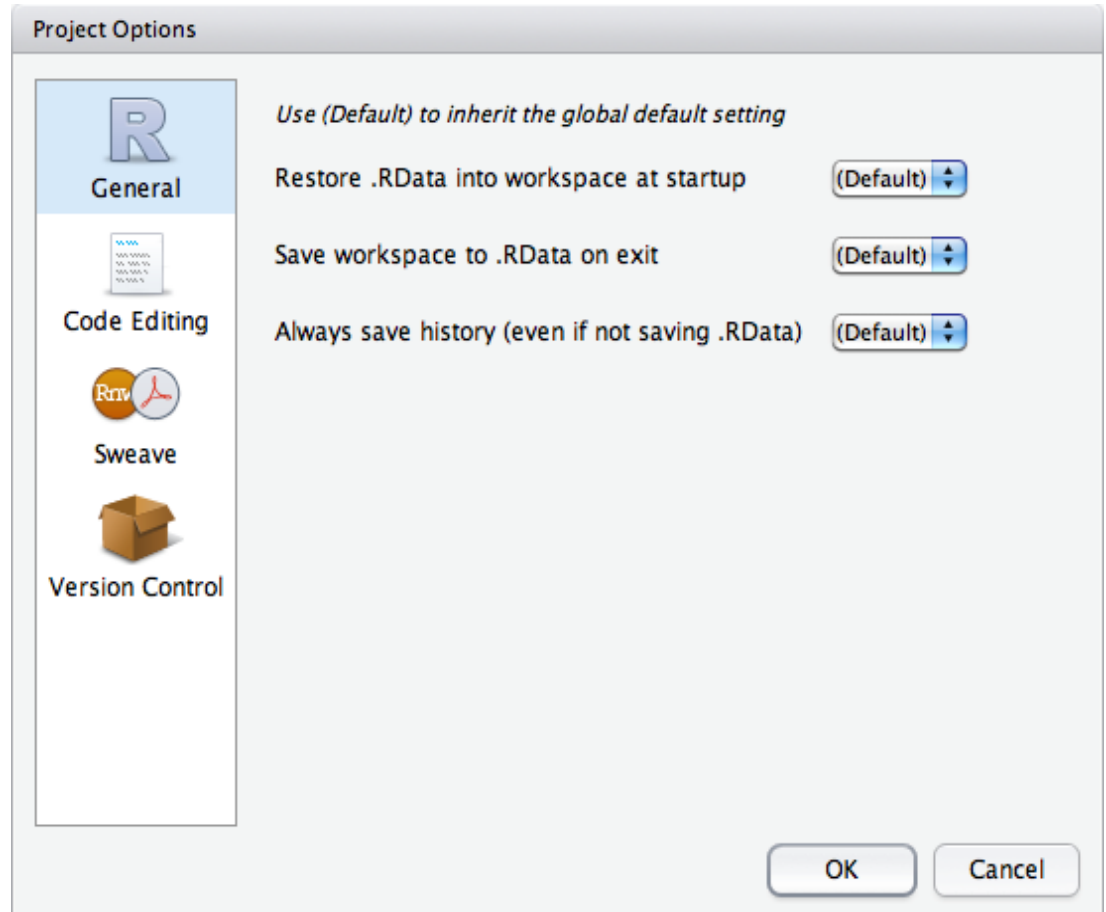 Project Options
R
General
Code Editing
Rnw
Sweave
Version Control
Use (Default) to inherit the global default setting
Restore .RData into workspace at startup (Default)
Save workspace to .RData on exit (Default)
Always save history (even if not saving .RData) (Default)
OK Cancel